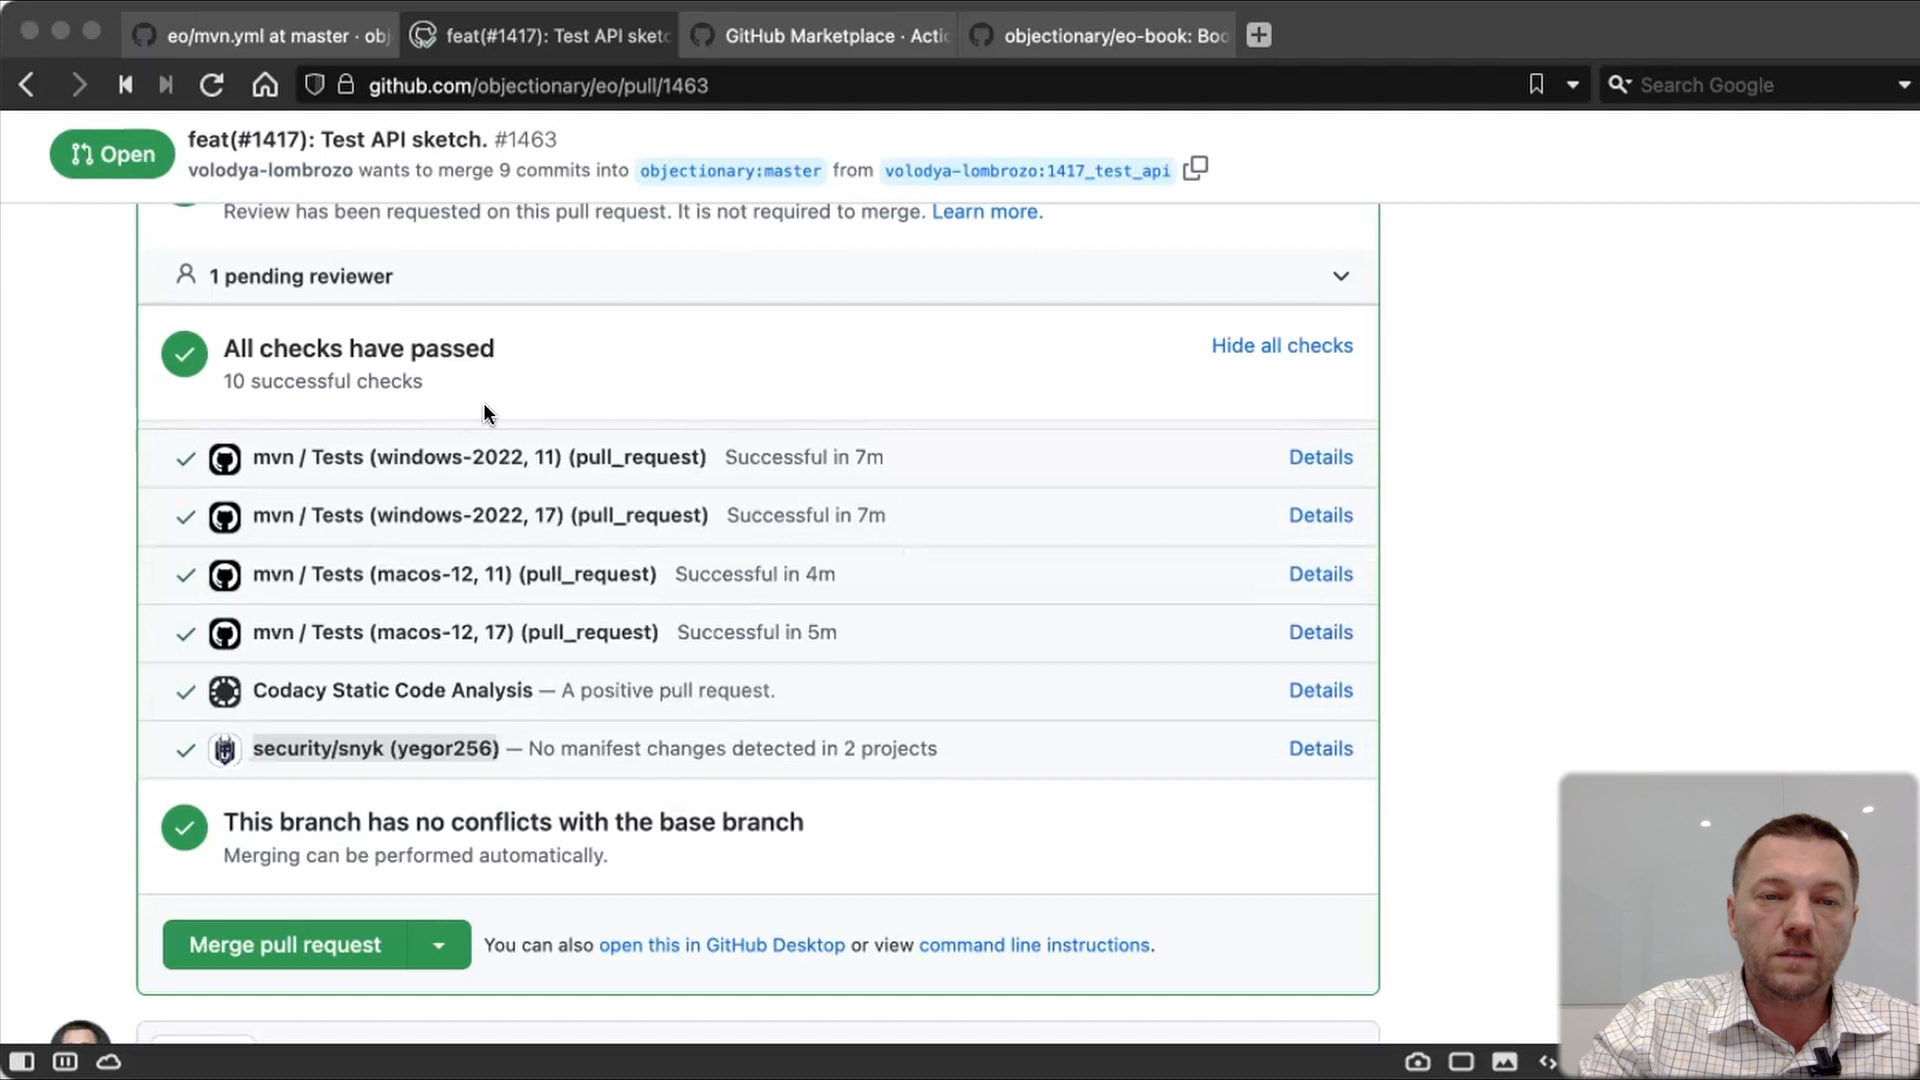 eo/mvn.yml at master · obj
feat(#1417): Test API sketc
GitHub Marketplace · Actic
objectionary/eo-book: Boo
github.com/objectionary/eo/pull/1463
Search Google
Open
feat(#1417): Test API sketch. #1463
volodya-lombrozo wants to merge 9 commits into objectionary:master from volodya-lombrozo:1417_test_api
Review has been requested on this pull request. It is not required to merge. Learn more.
1 pending reviewer
All checks have passed
Hide all checks
10 successful checks
mvn / Tests (windows-2022, 11) (pull_request) Successful in 7m Details
mvn / Tests (windows-2022, 17) (pull_request) Successful in 7m Details
mvn / Tests (macos-12, 11) (pull_request) Successful in 4m Details
mvn / Tests (macos-12, 17) (pull_request) Successful in 5m Details
Codacy Static Code Analysis — A positive pull request. Details
security/snyk (yegor256) — No manifest changes detected in 2 projects Details
This branch has no conflicts with the base branch
Merging can be performed automatically.
Merge pull request
You can also open this in GitHub Desktop or view command line instructions.